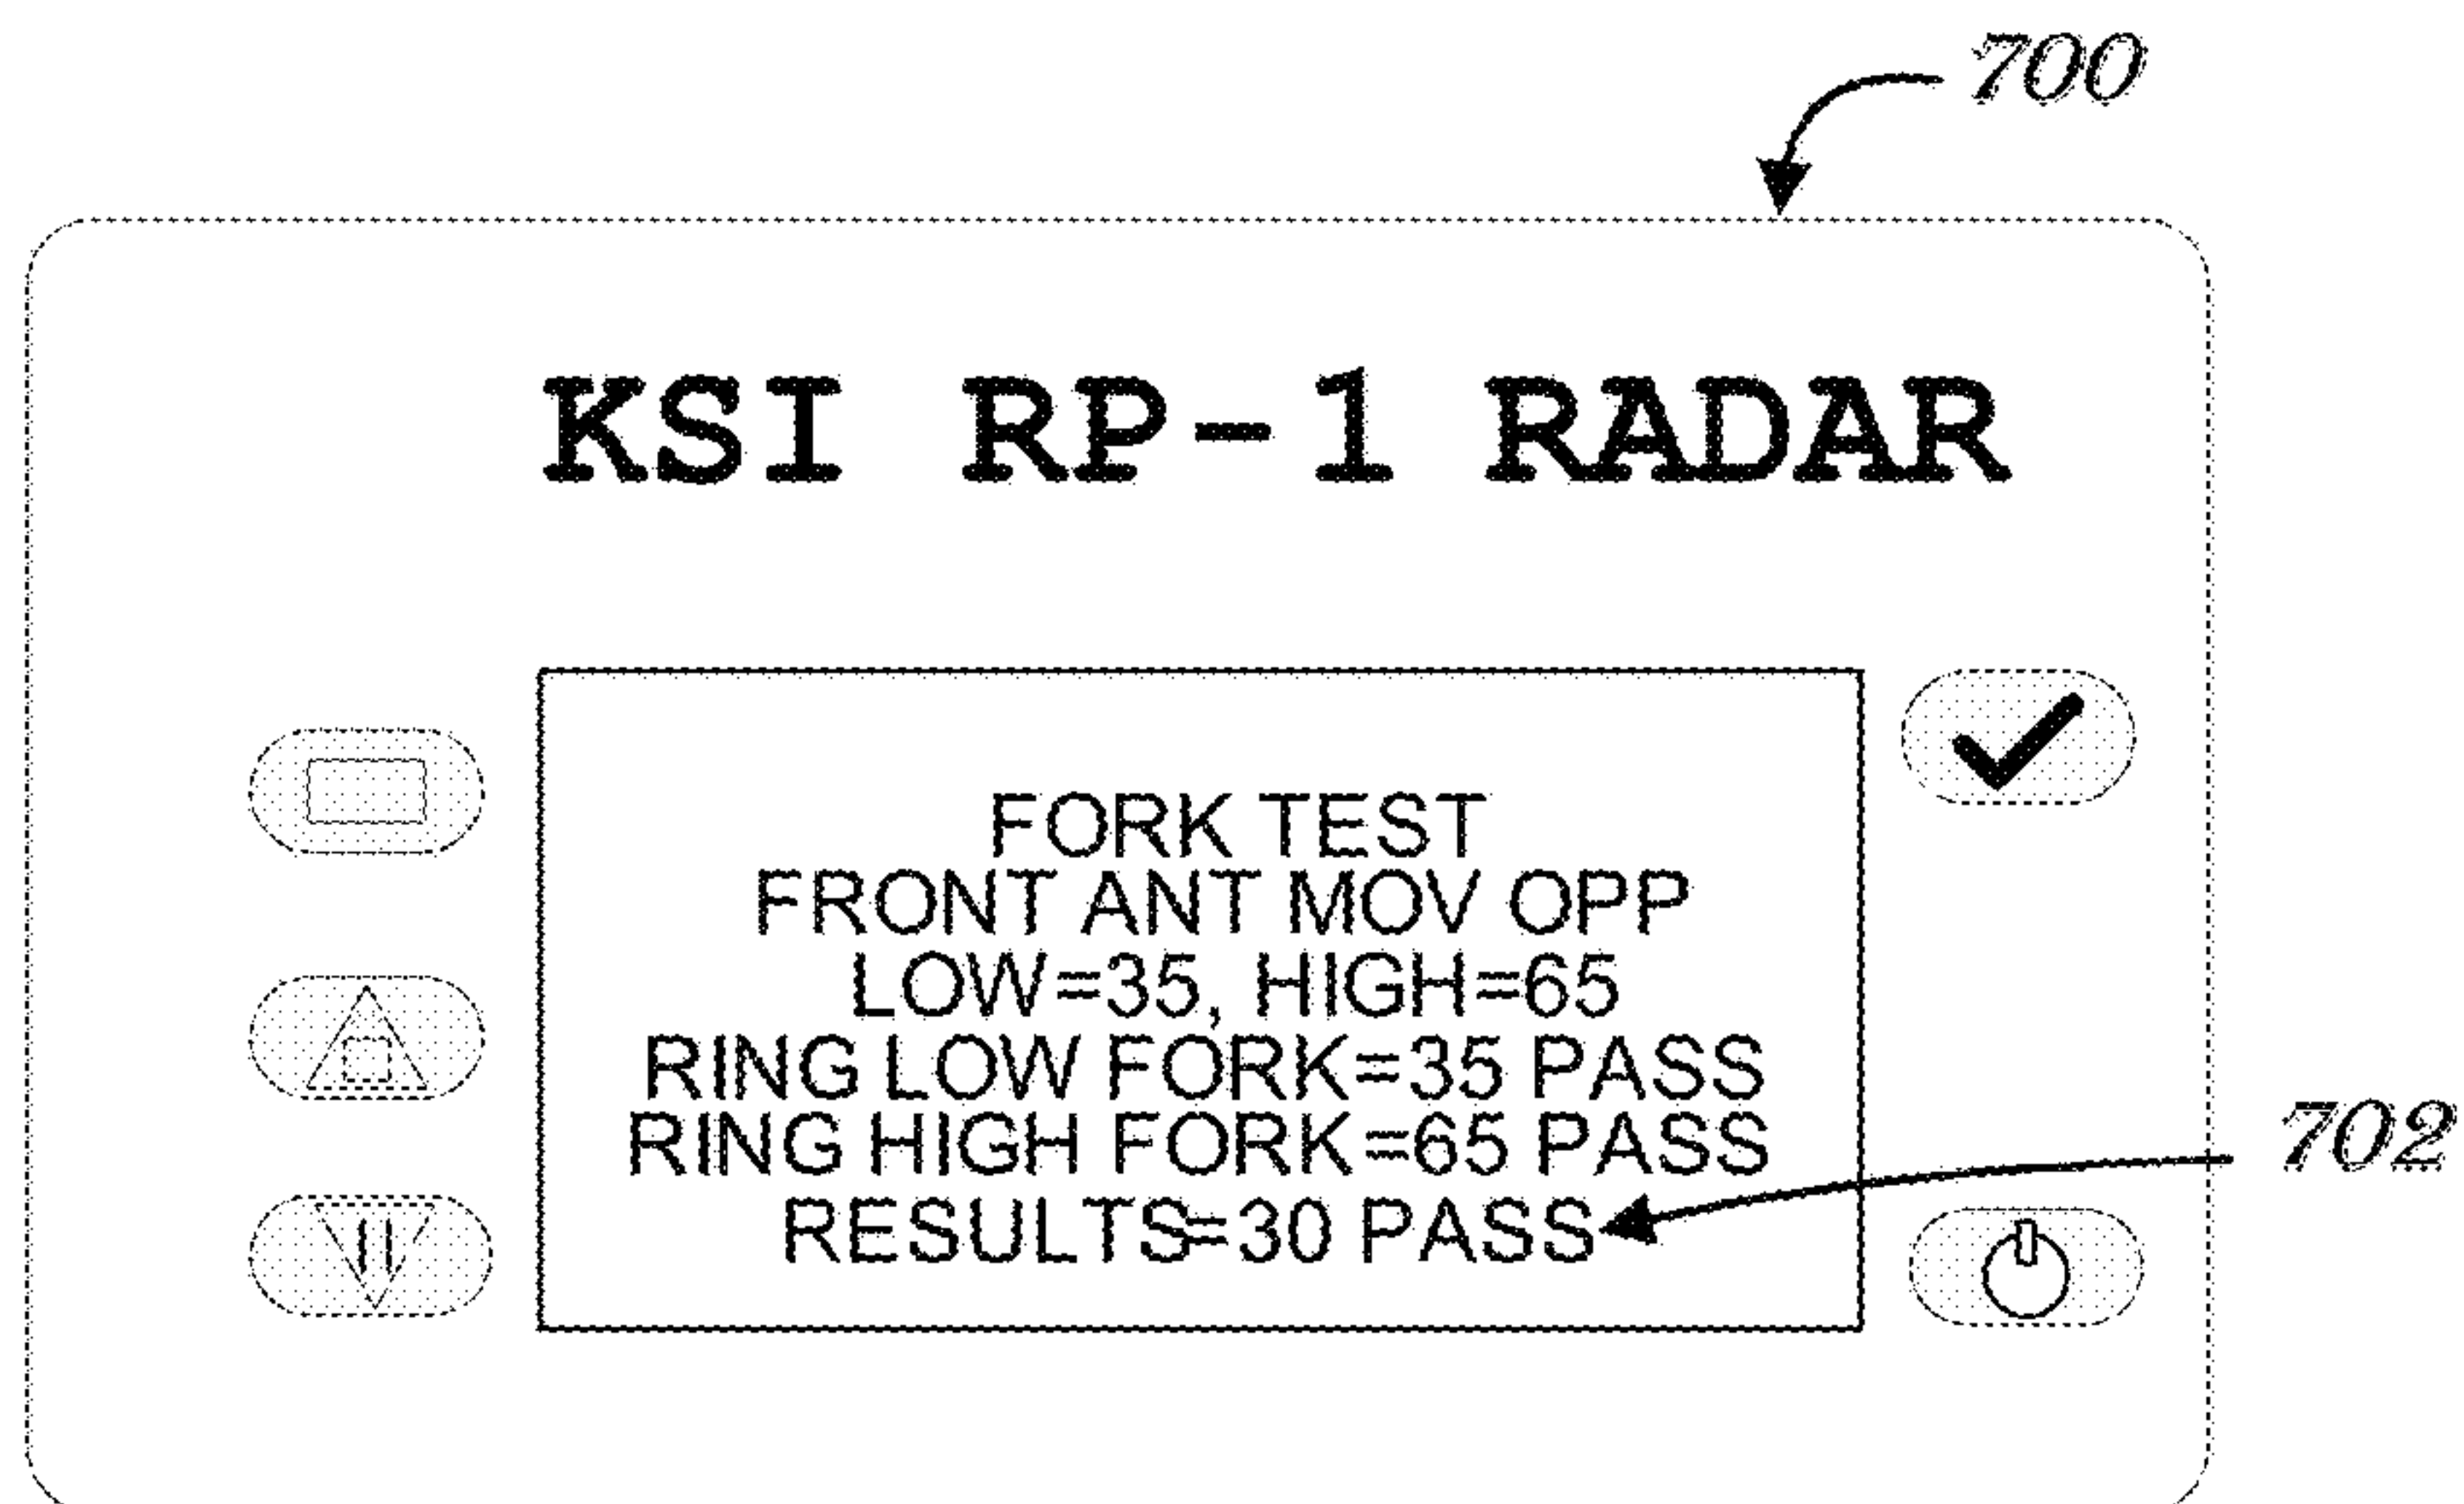 700
KSI RP-1 RADAR
FORK TEST
FRONT ANT MOV OPP
LOW=35, HIGH=65
RING LOW FORK=35 PASS
RING HIGH FORK=65 PASS
702
RESULTS=30 PASS